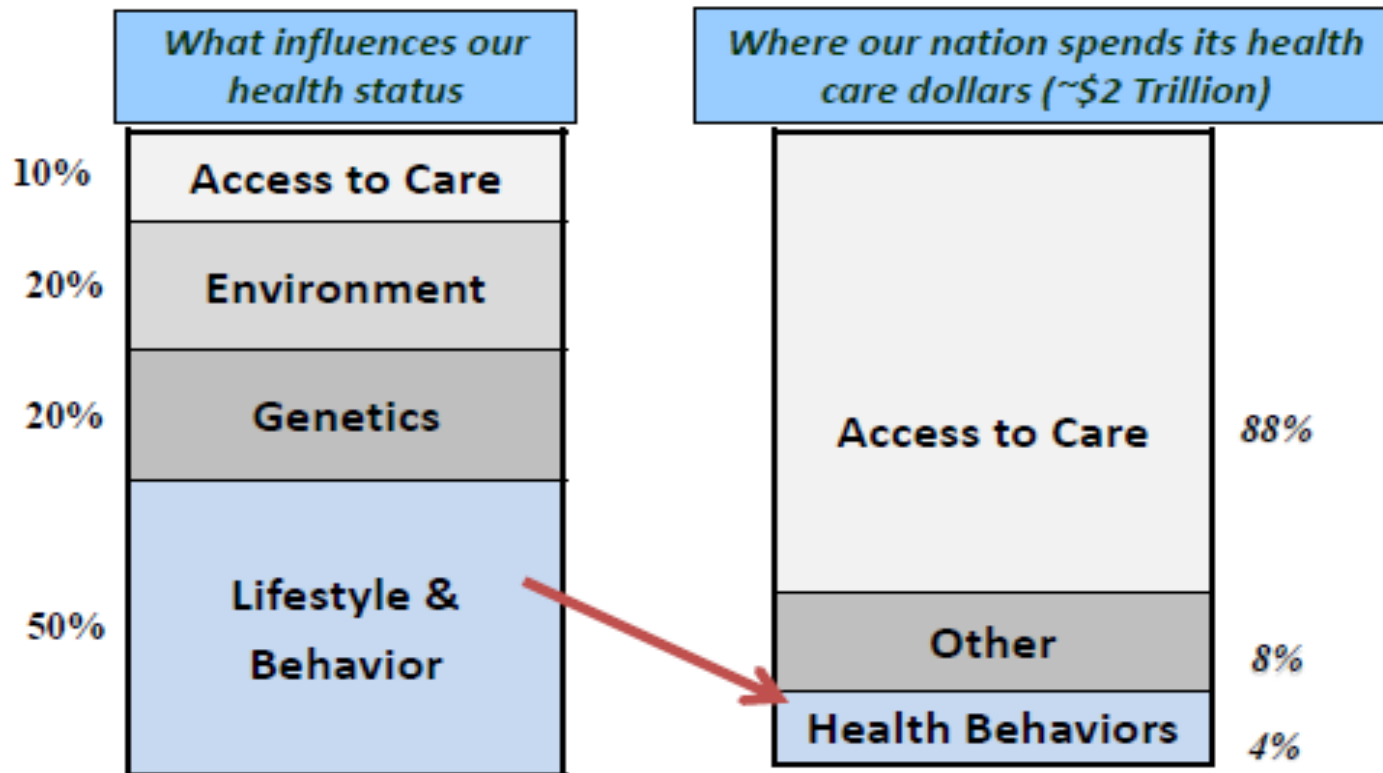 What influences our
health status
10%
Access to Care
20%
Environment
20%
Genetics
50%
Lifestyle &
Behavior
Where our nation spends its health
care dollars (~$2 Trillion)
Access to Care
88%
Other
8%
Health Behaviors
4%